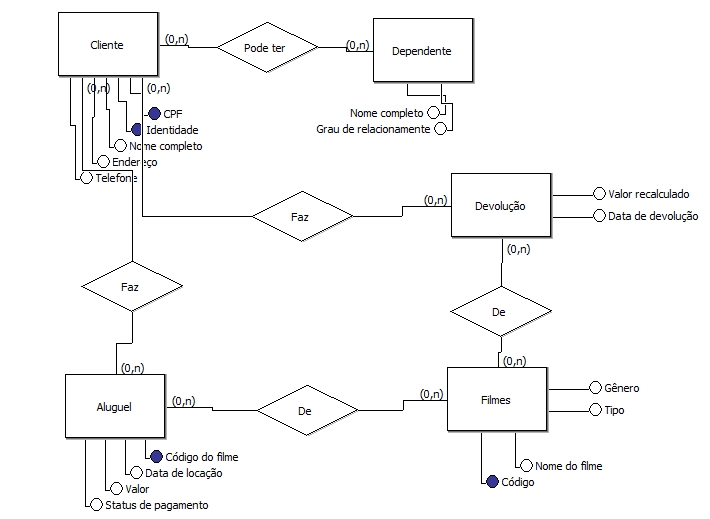 Cliente
(0,n)
Pode ter
(0,n)
Dependente
(0,n)
(0,n)
CPF
Identidade
Nome completo
Endereço
Telefone
Nome completo
Grau de relacionamente
Faz
(0,n)
Devolução
Valor recalculado
Data de devolução
(0,n)
Faz
De
(0,n)
(0,n)
Aluguel
(0,n)
De
(0,n)
Filmes
Gênero
Tipo
Código do filme
Data de locação
Valor
Status de pagamento
Nome do filme
Código